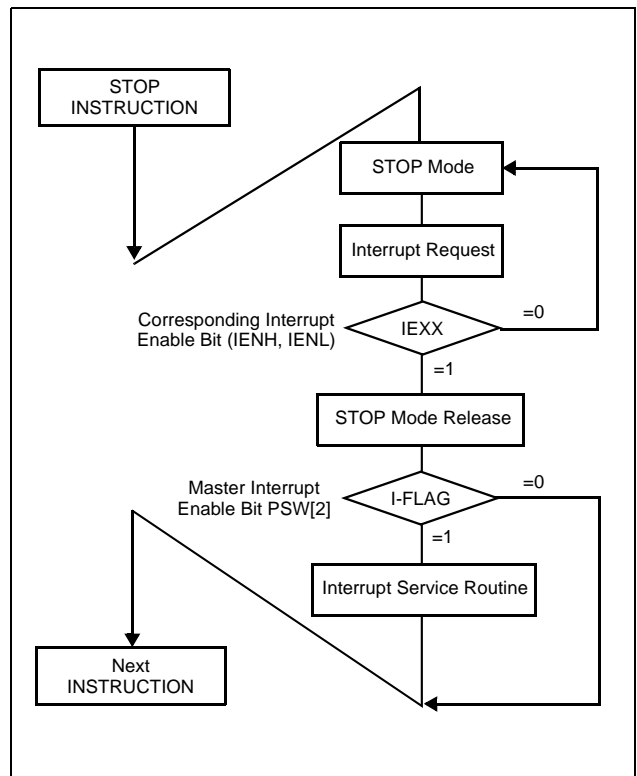 STOP
INSTRUCTION
STOP Mode
Interrupt Request
Corresponding Interrupt
Enable Bit (IENH, IENL)
IEXX
=0
=1
STOP Mode Release
Master Interrupt
Enable Bit PSW[2]
I-FLAG
=0
=1
Interrupt Service Routine
Next
INSTRUCTION